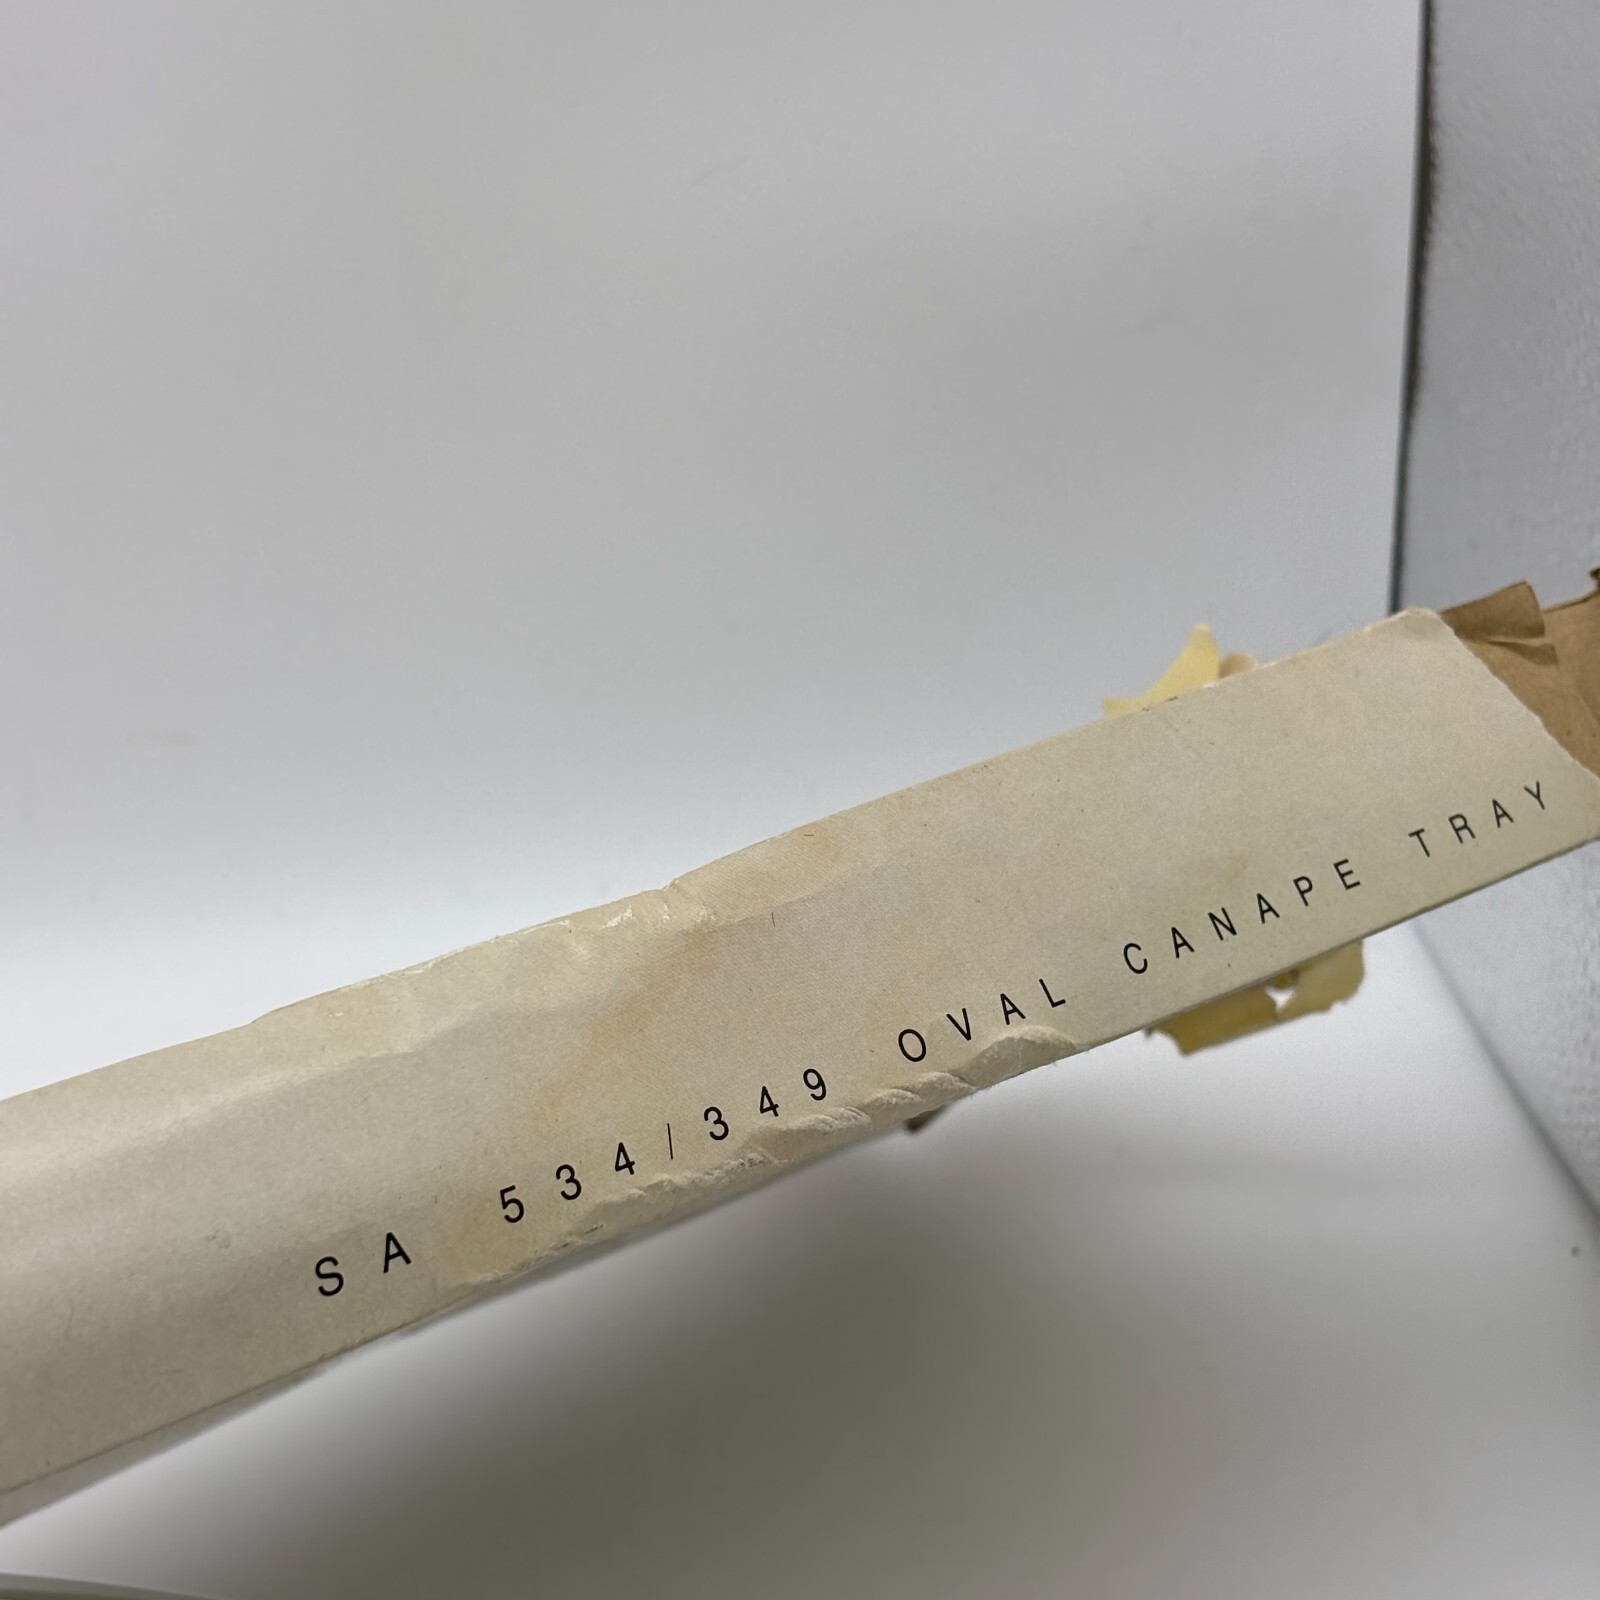 SA 534/349 OVAL CANAPE TRAY